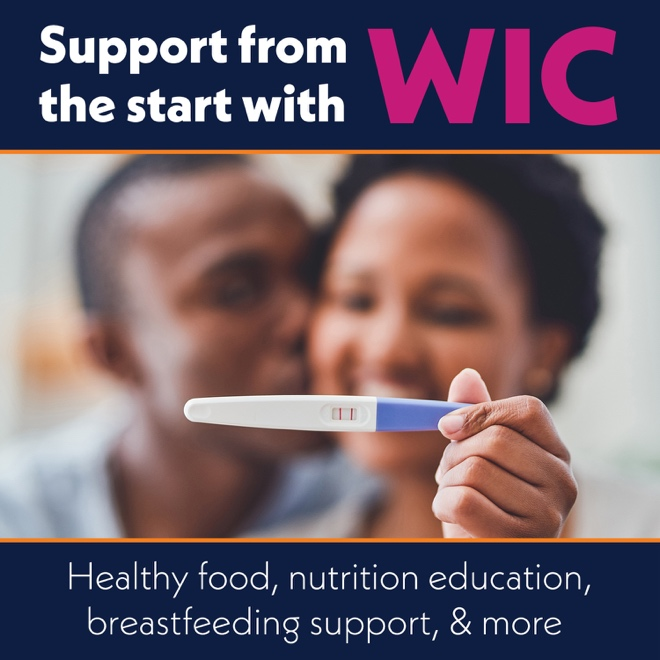 Support from
the start with
WIC
Healthy food, nutrition education,
breastfeeding support, & more